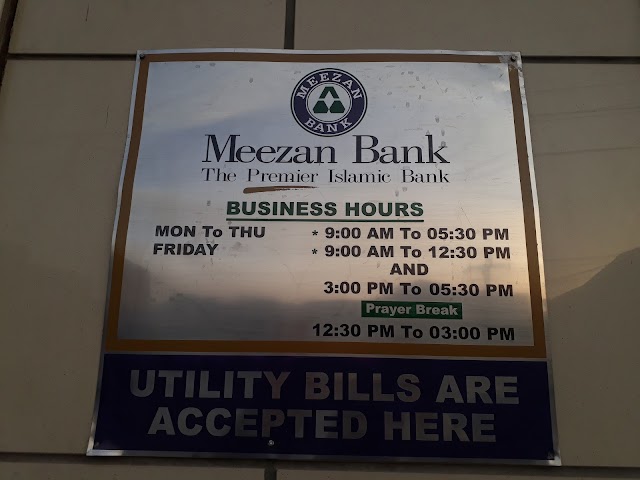 MEEZAN
BANK
Meezan Bank
The Premier Islamic Bank
BUSINESS HOURS
MON To THU * 9:00 AM To 05:30 PM
FRIDAY * 9:00 AM To 12:30 PM
AND
3:00 PM To 05:30 PM
Prayer Break
12:30 PM To 03:00 PM
UTILITY BILLS ARE
ACCEPTED HERE